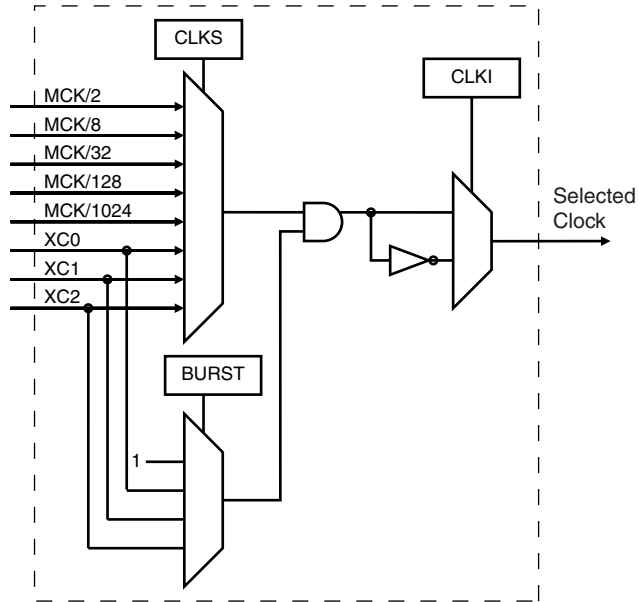 CLKS
CLKI
MCK/2
MCK/8
MCK/32
MCK/128
MCK/1024
XC0
XC1
XC2
Selected
Clock
BURST
1